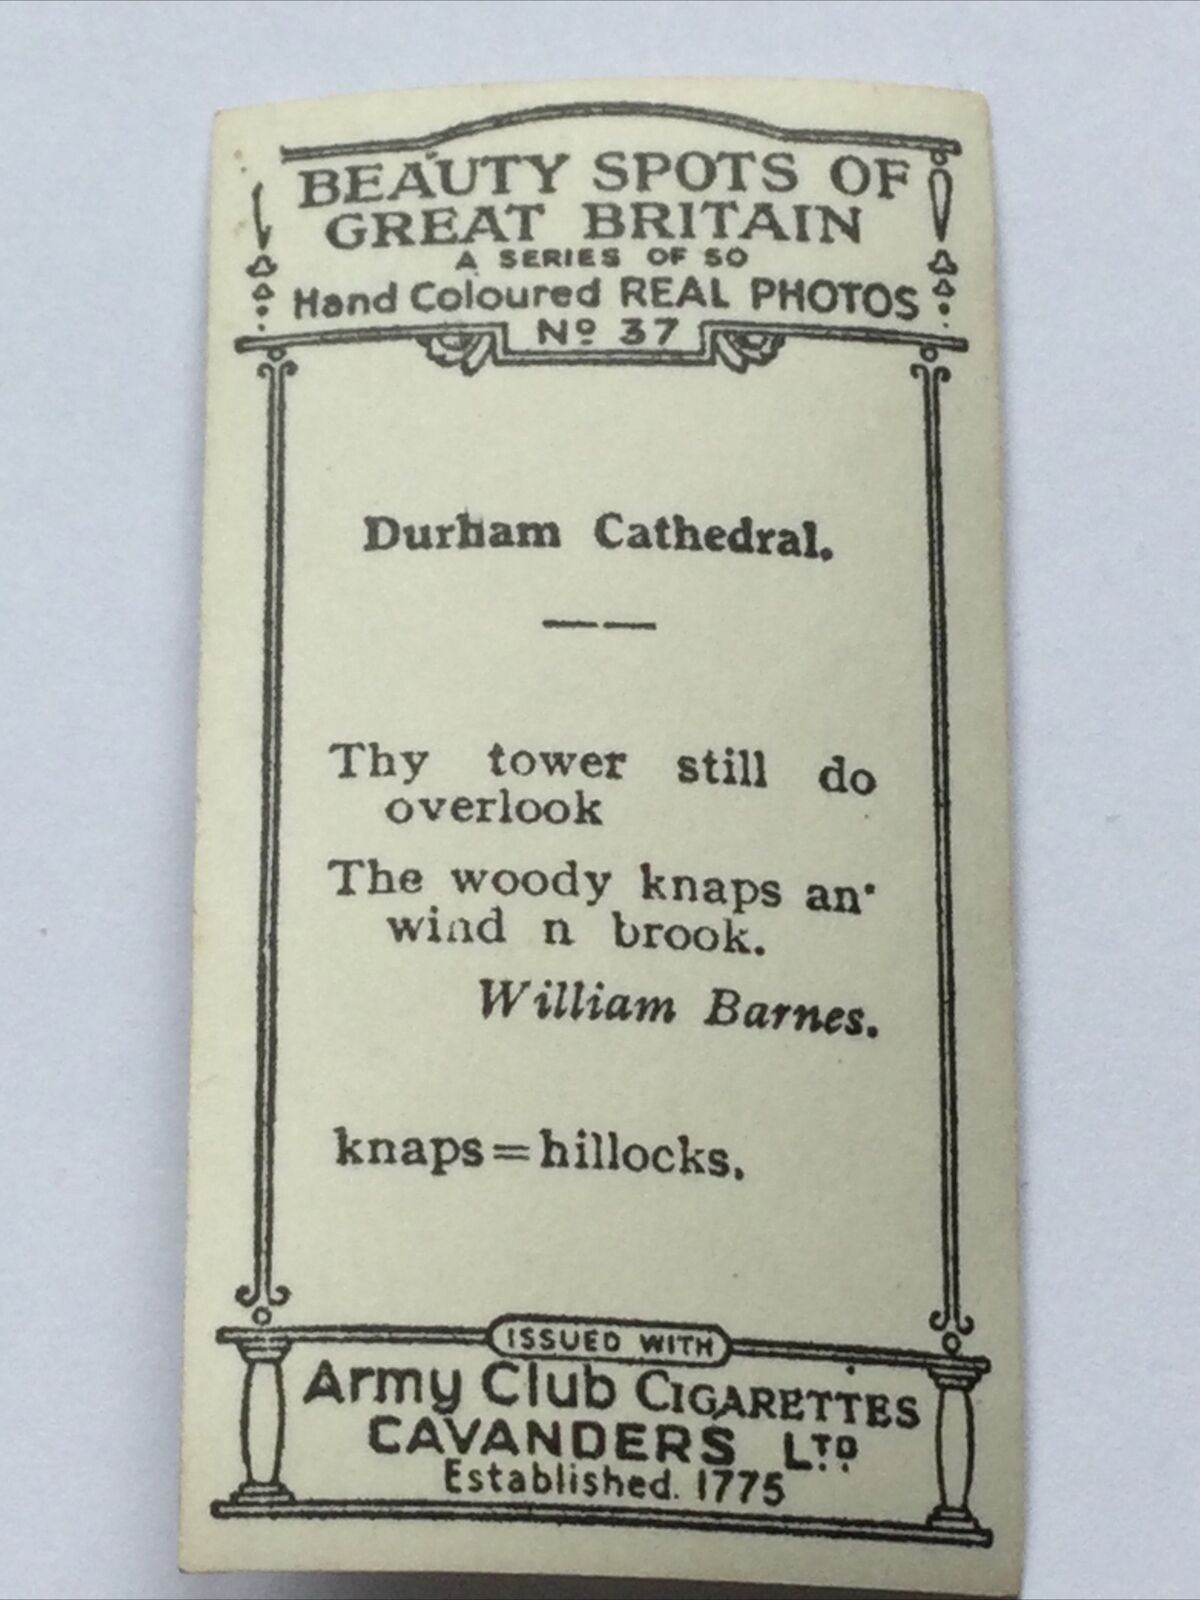 BEAUTY SPOTS OF
GREAT BRITAIN
A SERIES OF 50
Hand Coloured REAL PHOTOS
Nº 37
Durham Cathedral.
Thy tower still do
overlook
The woody knaps an'
wind n brook.
William Barnes.
knaps=hillocks.
ISSUED WITH
Army Club CIGARETTES
CAVANDERS LTD.
Established. 1775